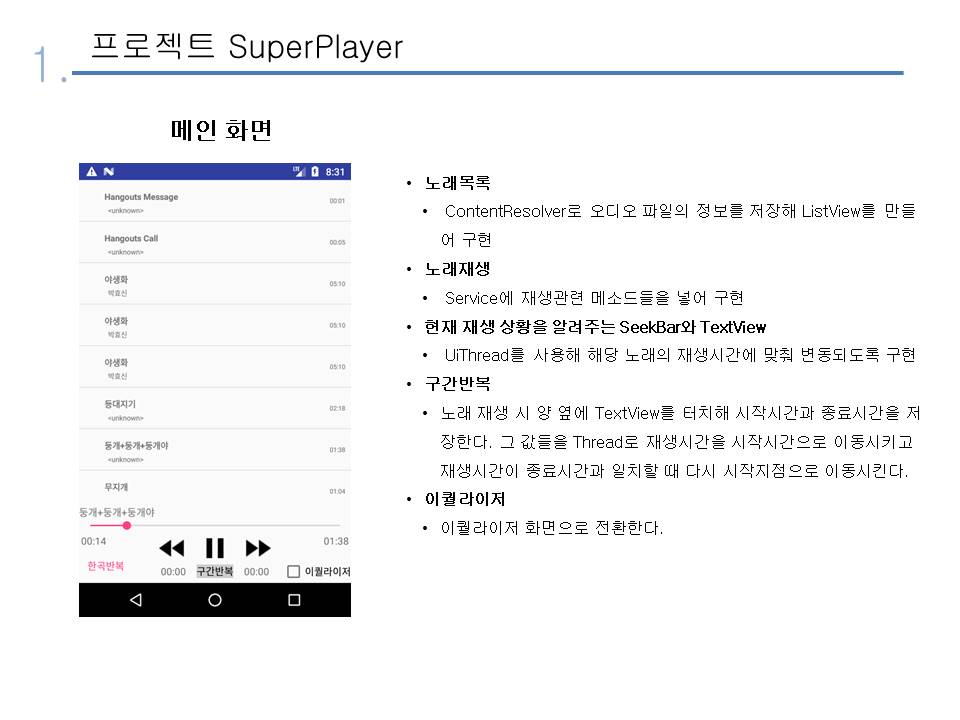 1.
프로젝트 SuperPlayer
메인 화면
8:31
Hangouts Message
<unknown>
00:01
Hangouts Call
<unknown>
00:05
야생화
박효신
05:10
야생화
박효신
05:10
야생화
박효신
05:10
등대지기
<unknown>
02:18
둥개+둥개+둥개야
<unknown>
01:38
무지개
01:04
둥개+둥개+둥개야
00:14
01:38
한곡반복
00:00
구간반복
00:00
이퀄라이저
• 노래목록
• ContentResolver로 오디오 파일의 정보를 저장해 ListView를 만들
어 구현
• 노래재생
• Service에 재생관련 메소드들을 넣어 구현
• 현재 재생 상황을 알려주는 SeekBar와 TextView
• UiThread를 사용해 해당 노래의 재생시간에 맞춰 변동되도록 구현
• 구간반복
• 노래 재생 시 양 옆에 TextView를 터치해 시작시간과 종료시간을 저
장한다. 그 값들을 Thread로 재생시간을 시작시간으로 이동시키고
재생시간이 종료시간과 일치할 때 다시 시작지점으로 이동시킨다.
• 이퀄라이저
• 이퀄라이저 화면으로 전환한다.